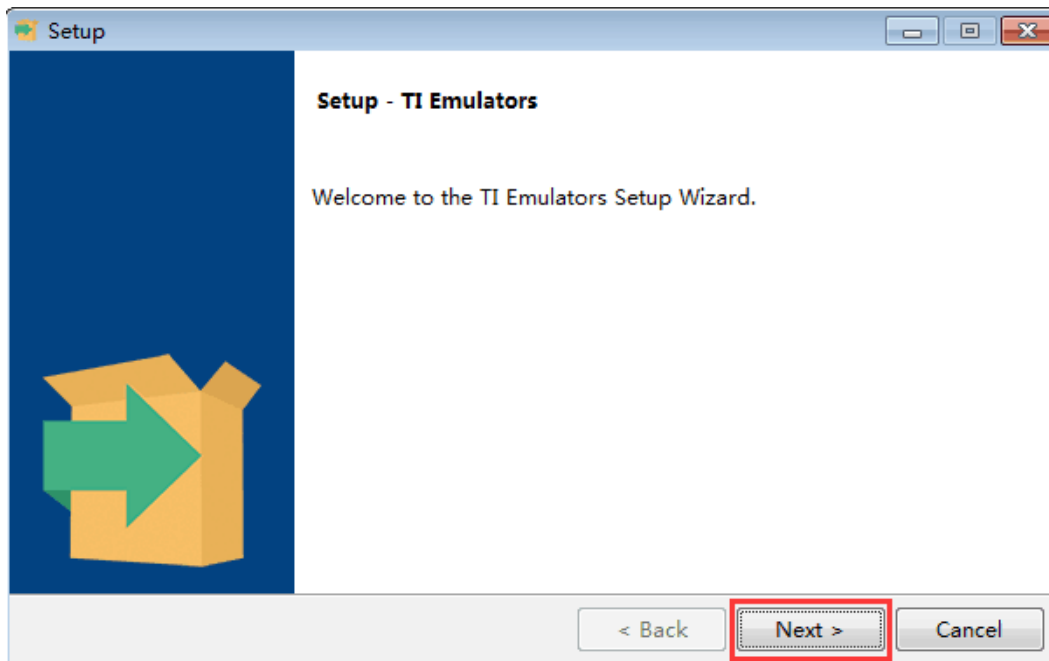 Setup
Setup - TI Emulators
Welcome to the TI Emulators Setup Wizard.
< Back
Next >
Cancel